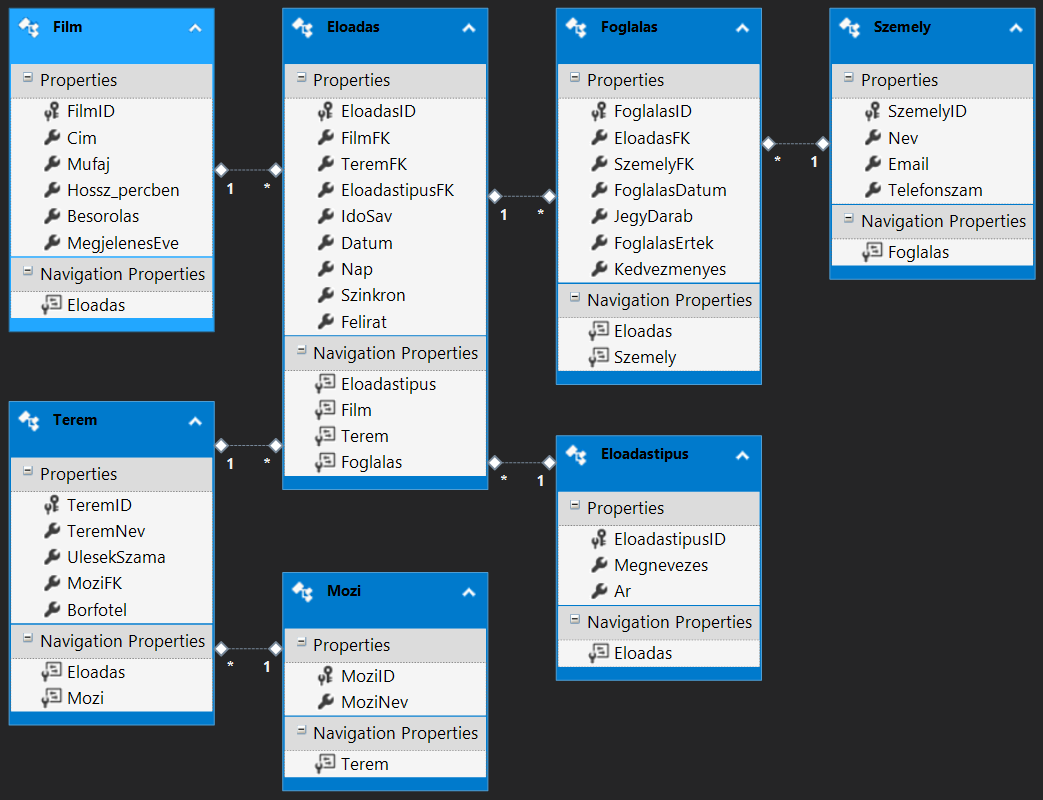 Film
Properties
FilmID
Cim
Mufaj
Hossz_percben
Besorolas
MegjelenesEve
Navigation Properties
Eloadas
1
*
Eloadas
Properties
EloadasID
FilmFK
TeremFK
EloadastipusFK
IdoSav
Datum
Nap
Szinkron
Felirat
Navigation Properties
Eloadastipus
Film
Terem
Foglalas
1
*
Foglalas
Properties
FoglalasID
EloadasFK
SzemelyFK
FoglalasDatum
JegyDarab
FoglalasErtek
Kedvezmenyes
Navigation Properties
Eloadas
Szemely
*
1
Szemely
Properties
SzemelyID
Nev
Email
Telefonszam
Navigation Properties
Foglalas
Terem
Properties
TeremID
TeremNev
UlesekSzama
MoziFK
Borfotel
Navigation Properties
Eloadas
Mozi
1
*
*
1
Mozi
Properties
MoziID
MoziNev
Navigation Properties
Terem
*
1
Eloadastipus
Properties
EloadastipusID
Megnevezes
Ar
Navigation Properties
Eloadas